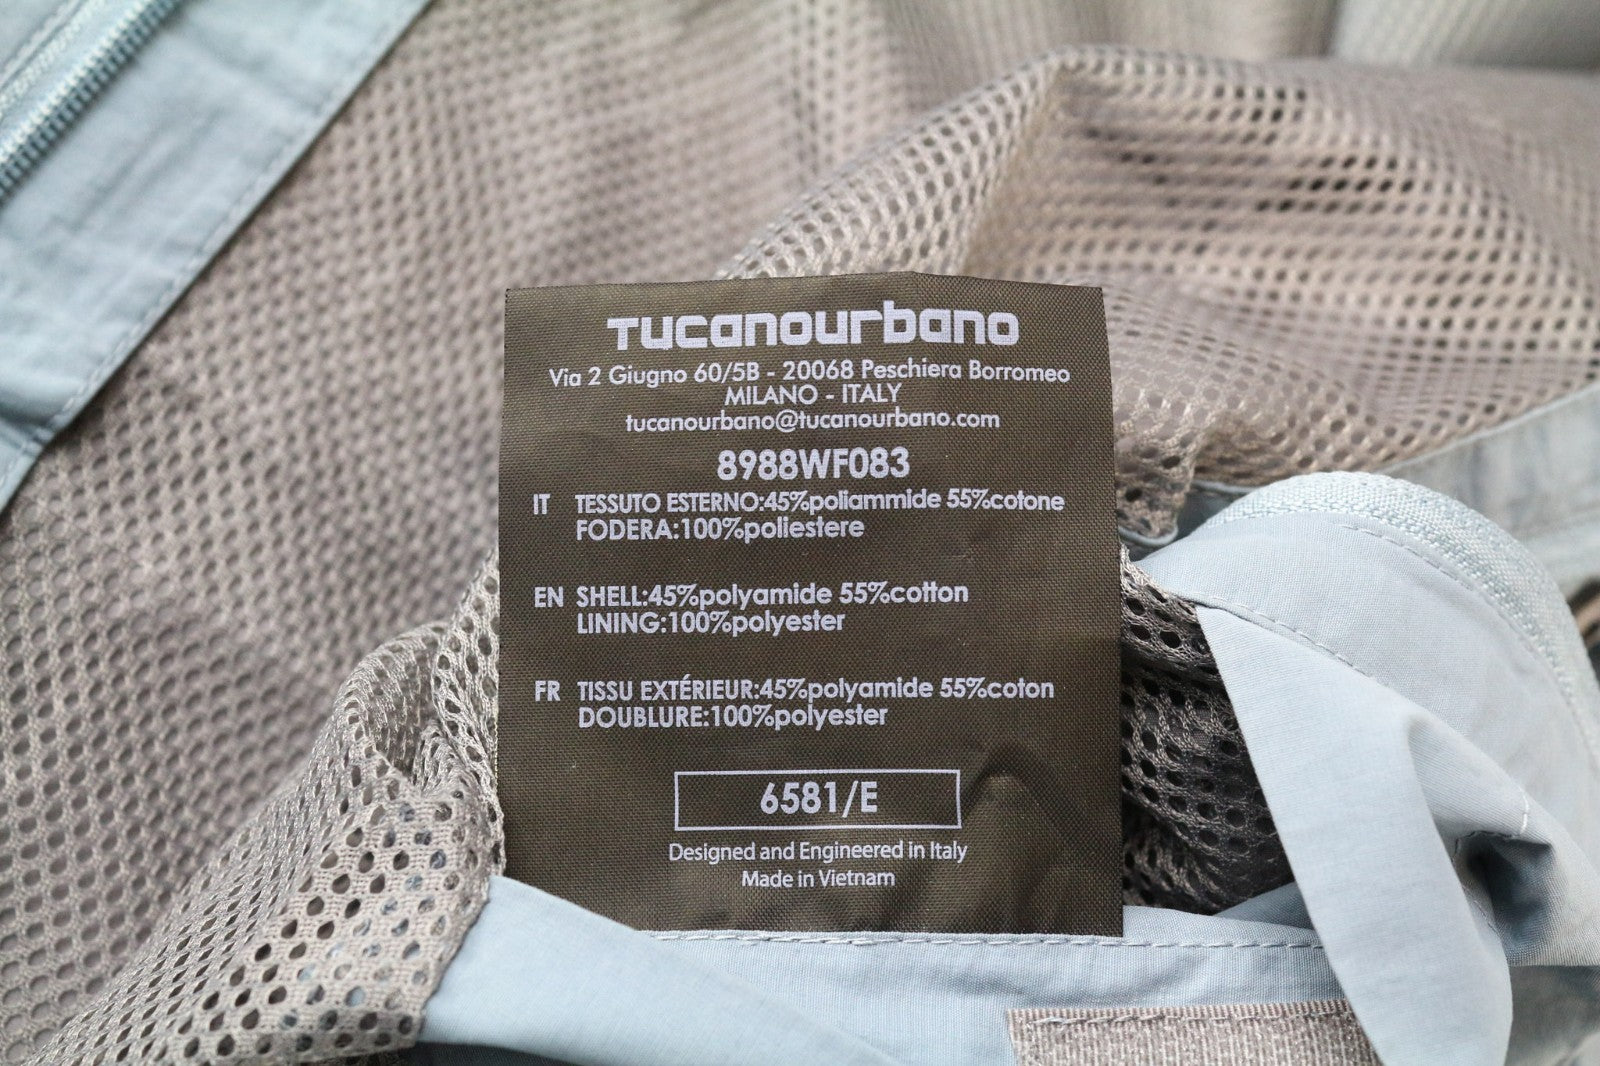 Tucanourbano
Via 2 Giugno 60/5B - 20068 Peschiera Borromeo
MILANO - ITALY
tucanourbano@tucanourbano.com
8988WF083
IT TESSUTO ESTERNO:45%poliammide 55%cotone
FODERA:100%poliestere
EN SHELL:45%polyamide 55%cotton
LINING:100%polyester
FR TISSU EXTÉRIEUR:45%polyamide 55%coton
DOUBLURE:100%polyester
6581/E
Designed and Engineered in Italy
Made in Vietnam